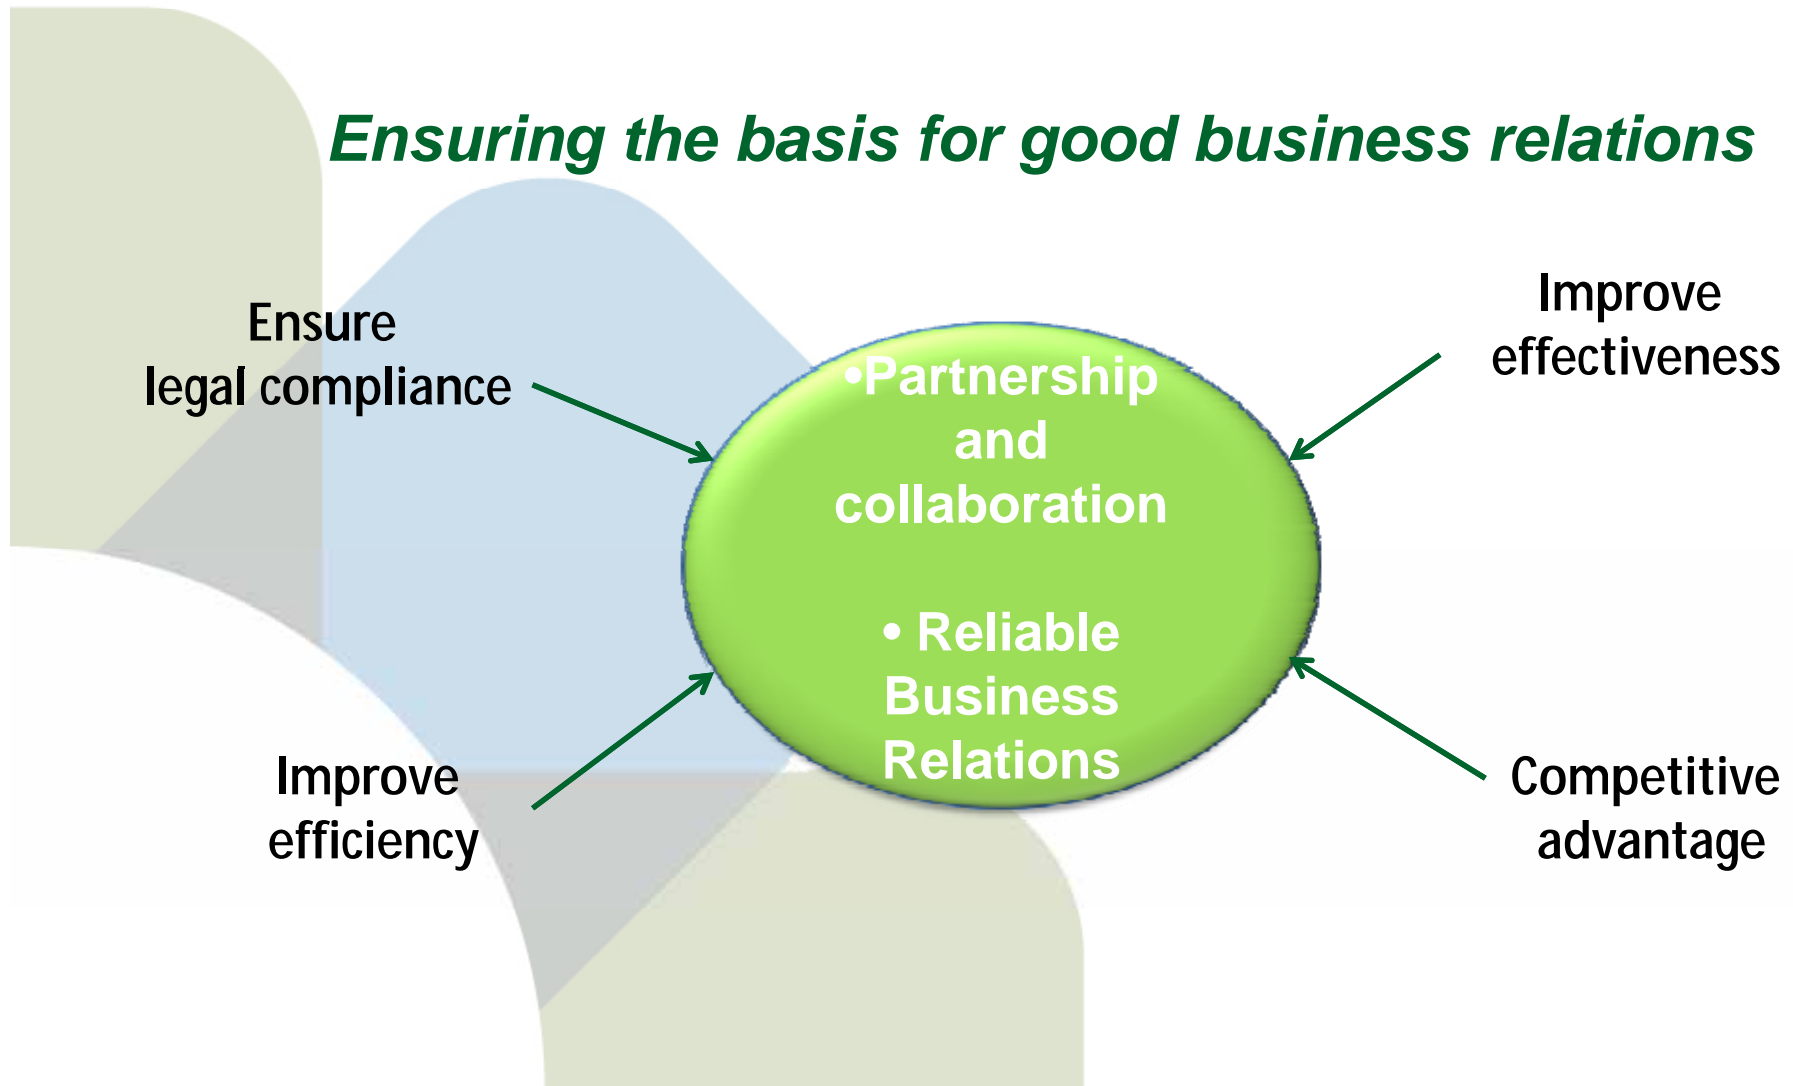 Ensuring the basis for good business relations
Ensure
legal compliance
Improve
effectiveness
•Partnership
and
collaboration
• Reliable
Business
Relations
Improve
efficiency
Competitive
advantage